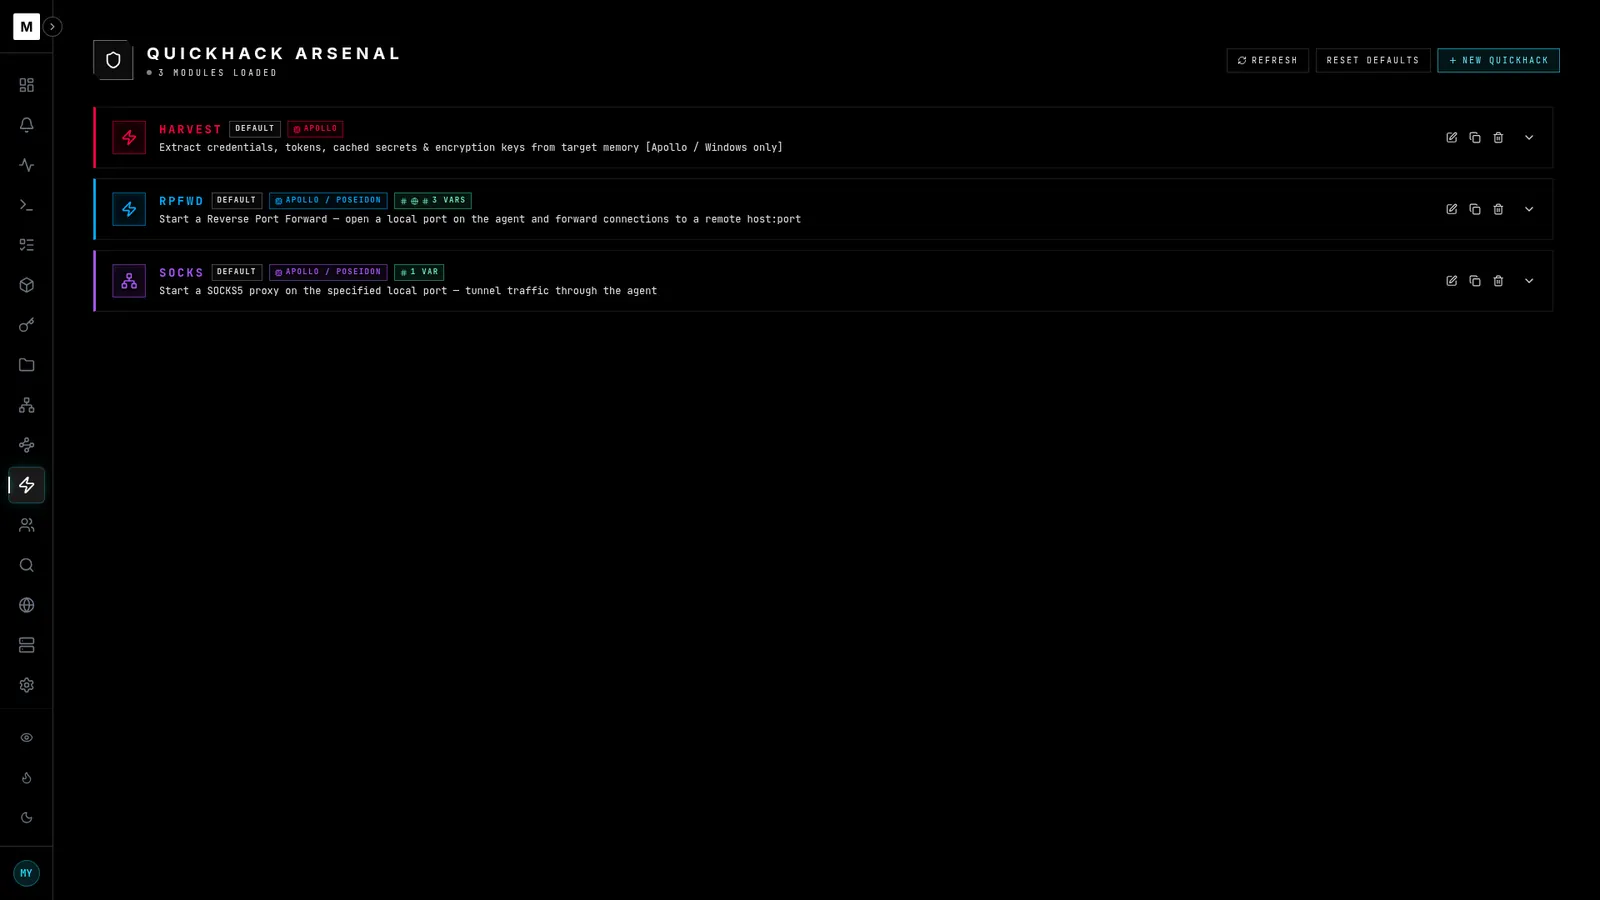 M
QUICKHACK ARSENAL
3 MODULES LOADED
REFRESH
RESET DEFAULTS
+ NEW QUICKHACK
HARVEST DEFAULT APOLLO
Extract credentials, tokens, cached secrets & encryption keys from target memory [Apollo / Windows only]
RPFWD DEFAULT APOLLO / POSEIDON # # 3 VARS
Start a Reverse Port Forward — open a local port on the agent and forward connections to a remote host:port
SOCKS DEFAULT APOLLO / POSEIDON # 1 VAR
Start a SOCKS5 proxy on the specified local port — tunnel traffic through the agent
MY